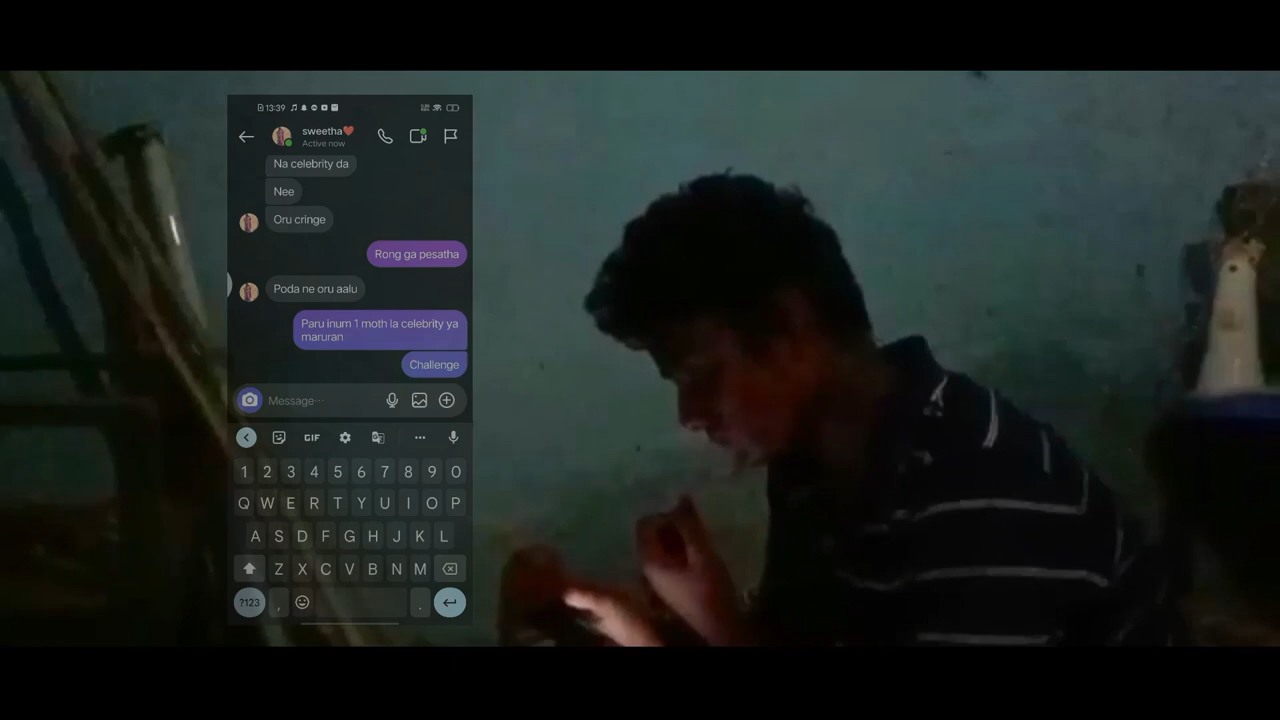 13:39
sweetha❤️
Active now
Na celebrity da
Nee
Oru cringe
Rong ga pesatha
Poda ne oru aalu
Paru inum 1 moth la celebrity ya
maruran
Challenge
Message...
GIF
1 2 3 4 5 6 7 8 9 0
Q W E R T Y U I O P
A S D F G H J K L
Z X C V B N M
?123 , .